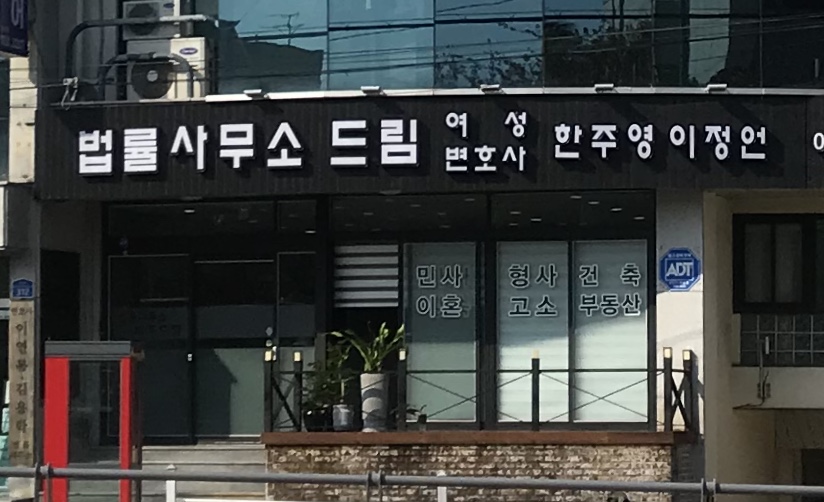 법률사무소 드림 여성 변호사 한주영 이정언
민사 형사 건축
이혼 고소 부동산
ADT
312